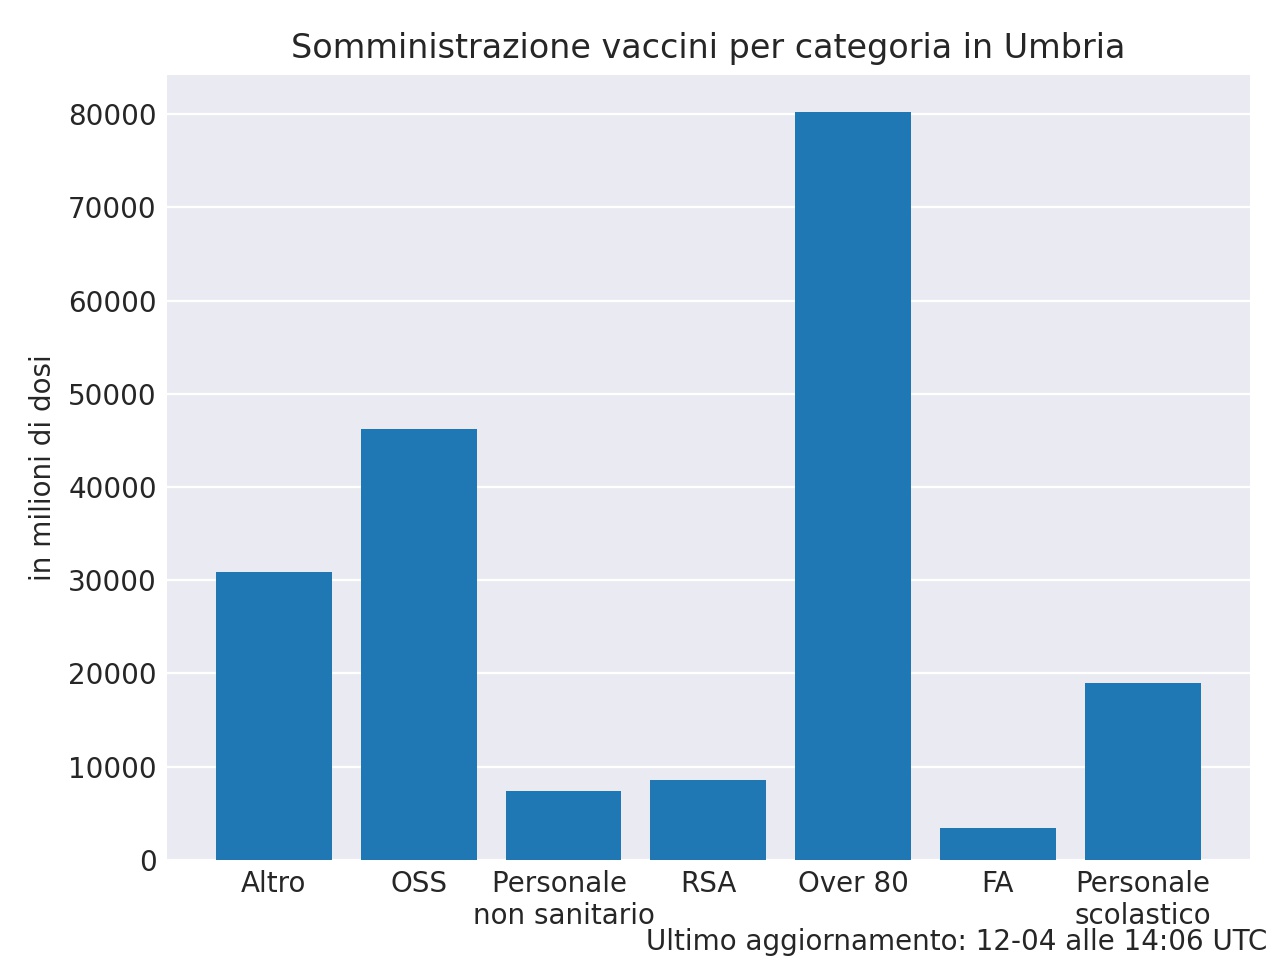 Somministrazione vaccini per categoria in Umbria
in milioni di dosi
80000
70000
60000
50000
40000
30000
20000
10000
0
Altro
OSS
Personale
non sanitario
RSA
Over 80
FA
Personale
scolastico
Ultimo aggiornamento: 12-04 alle 14:06 UTC